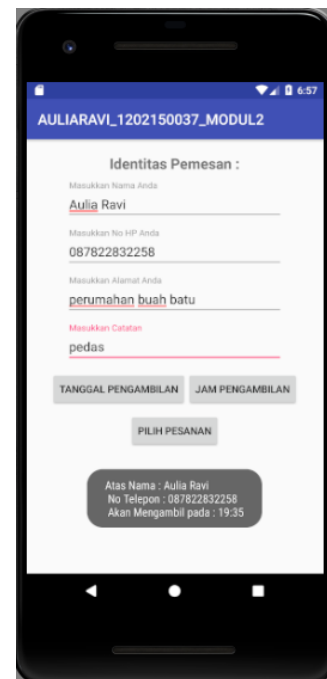 6:57
AULIARAVI_1202150037_MODUL2
Identitas Pemesan :
Masukkan Nama Anda
Aulia Ravi
Masukkan No HP Anda
087822832258
Masukkan Alamat Anda
perumahan buah batu
Masukkan Catatan
pedas
TANGGAL PENGAMBILAN JAM PENGAMBILAN
PILIH PESANAN
Atas Nama : Aulia Ravi
No Telepon : 087822832258
Akan Mengambil pada : 19:35